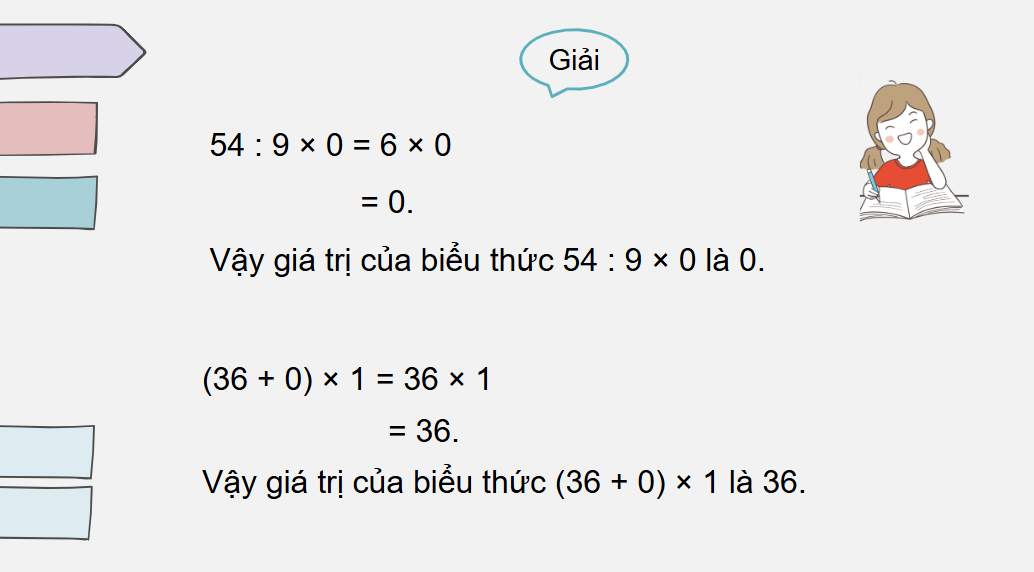 Giải
54 : 9 × 0 = 6 × 0
= 0.
Vậy giá trị của biểu thức 54 : 9 × 0 là 0.
(36 + 0) × 1 = 36 × 1
= 36.
Vậy giá trị của biểu thức (36 + 0) × 1 là 36.